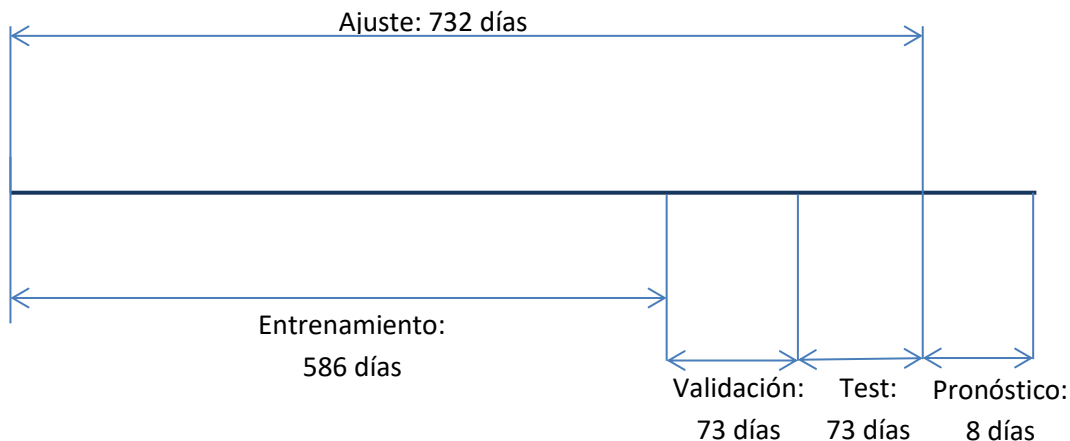 Ajuste: 732 días
Entrenamiento:
586 días
Validación:
73 días
Test:
73 días
Pronóstico:
8 días